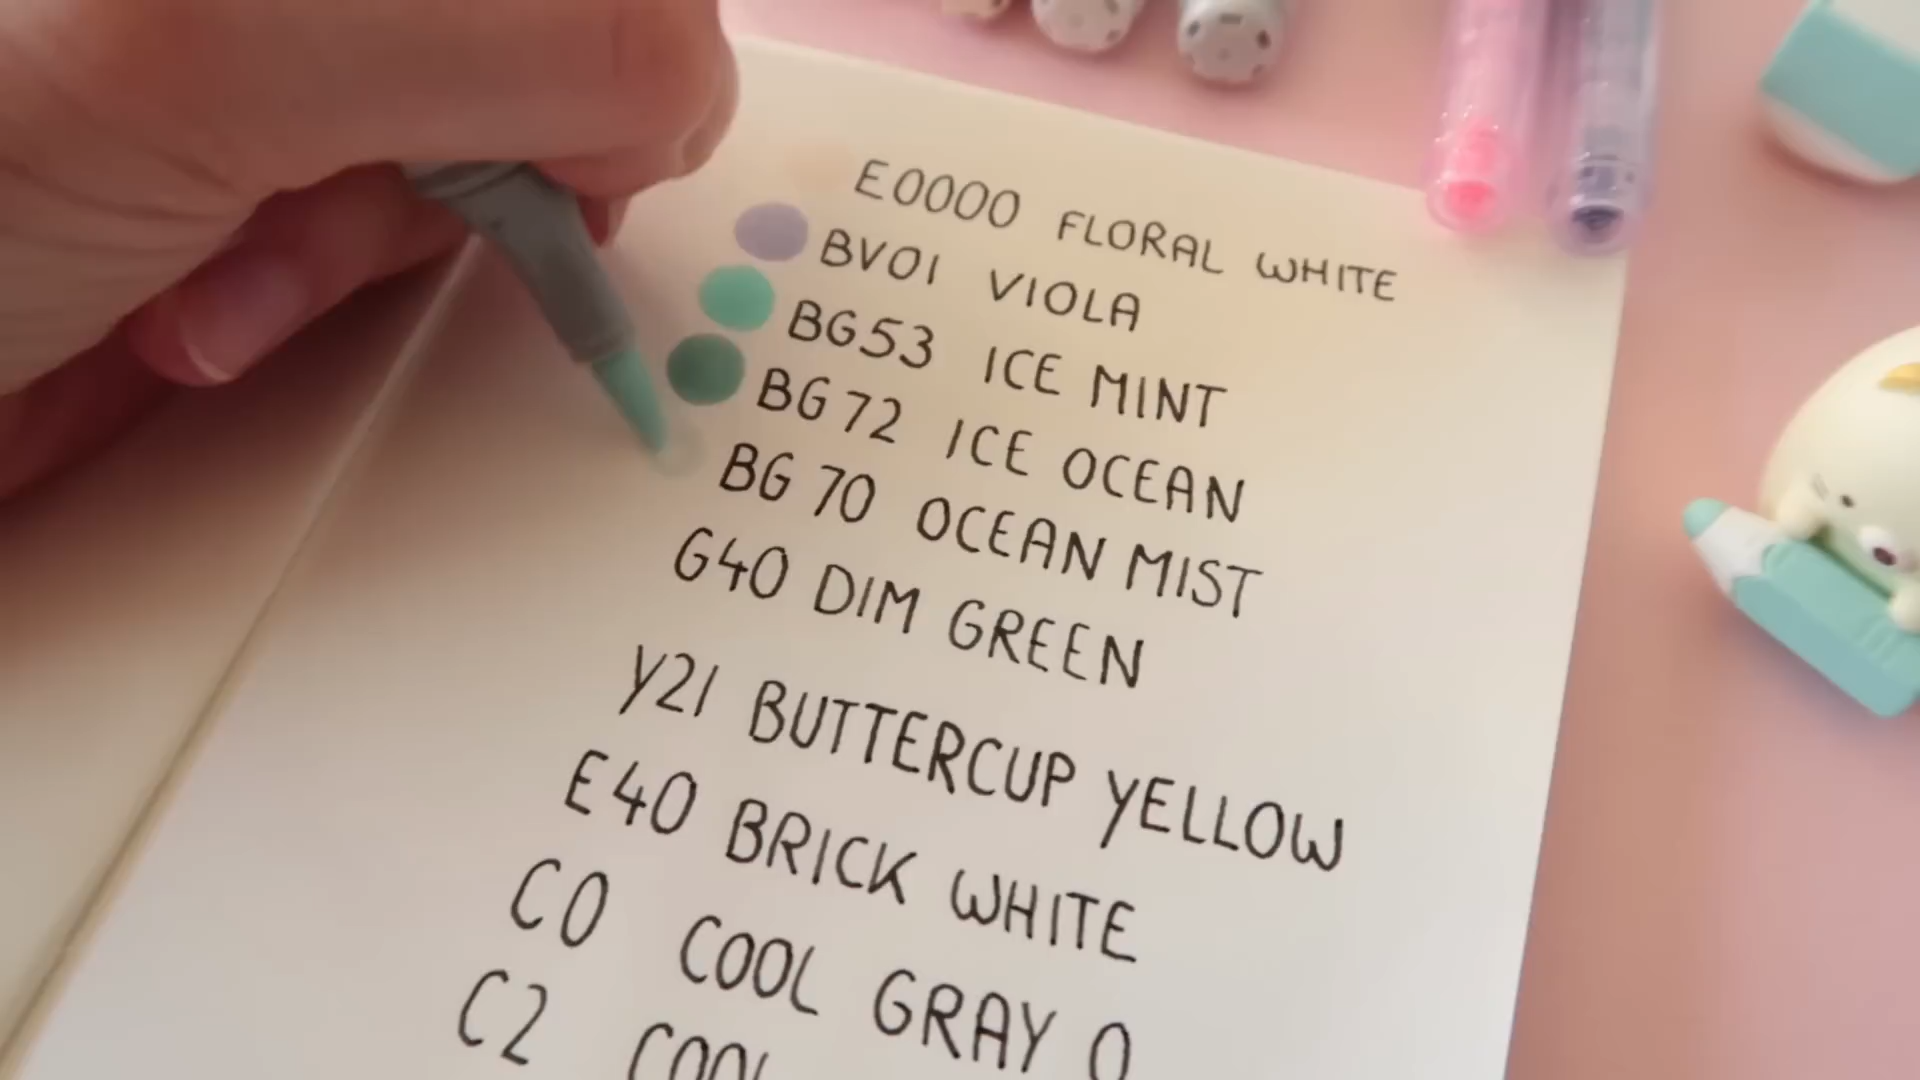 E0000 FLORAL WHITE
BV01 VIOLA
BG53 ICE MINT
BG72 ICE OCEAN
BG70 OCEAN MIST
G40 DIM GREEN
Y21 BUTTERCUP YELLOW
E40 BRICK WHITE
C0 COOL GRAY 0
C2 COOL